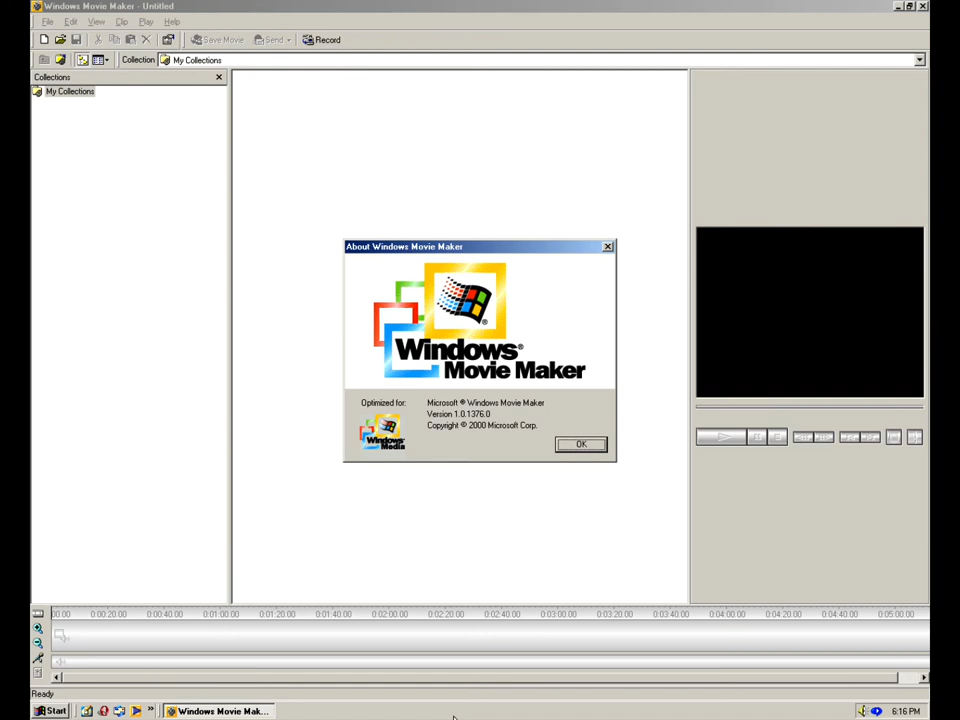 Windows Movie Maker - Untitled
File Edit View Clip Play Help
Save Movie Send Record
Collection My Collections
Collections
My Collections
About Windows Movie Maker
Windows®
Movie Maker
Optimized for:
Windows
Media
Microsoft ® Windows Movie Maker
Version 1.0.1376.0
Copyright © 2000 Microsoft Corp.
OK
00.00 0:00:20.00 0:00:40.00 0:01:00.00 0:01:20.00 0:01:40.00 0:02:00.00 0:02:20.00 0:02:40.00 0:03:00.00 0:03:20.00 0:03:40.00 0:04:00.00 0:04:20.00 0:04:40.00 0:05:00.00
Ready
Start » Windows Movie Mak... 6:16 PM